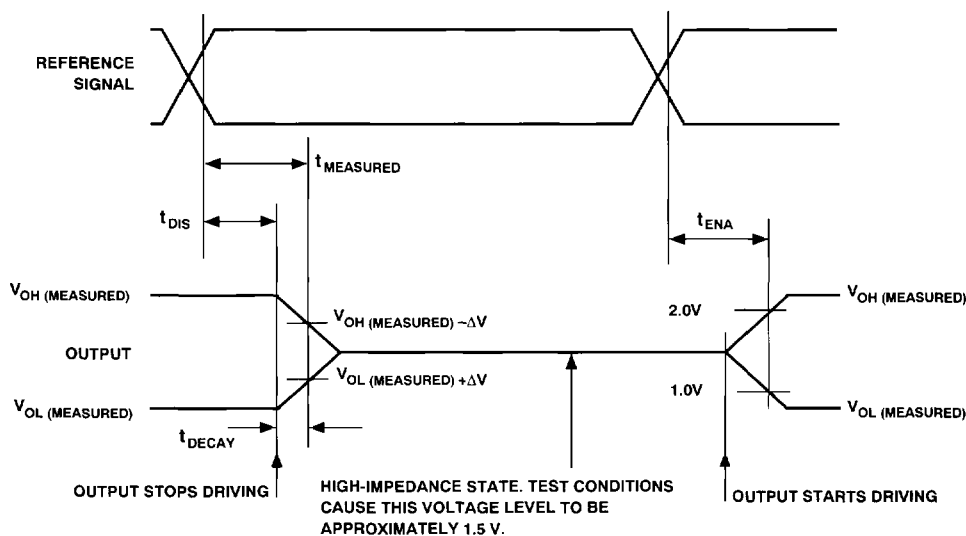 REFERENCE
SIGNAL
tMEASURED
tDIS
tENA
VOH (MEASURED)
VOH (MEASURED) –ΔV
2.0V
VOH (MEASURED)
OUTPUT
VOL (MEASURED) +ΔV
1.0V
VOL (MEASURED)
VOL (MEASURED)
tDECAY
OUTPUT STOPS DRIVING
HIGH-IMPEDANCE STATE. TEST CONDITIONS
CAUSE THIS VOLTAGE LEVEL TO BE
APPROXIMATELY 1.5 V.
OUTPUT STARTS DRIVING